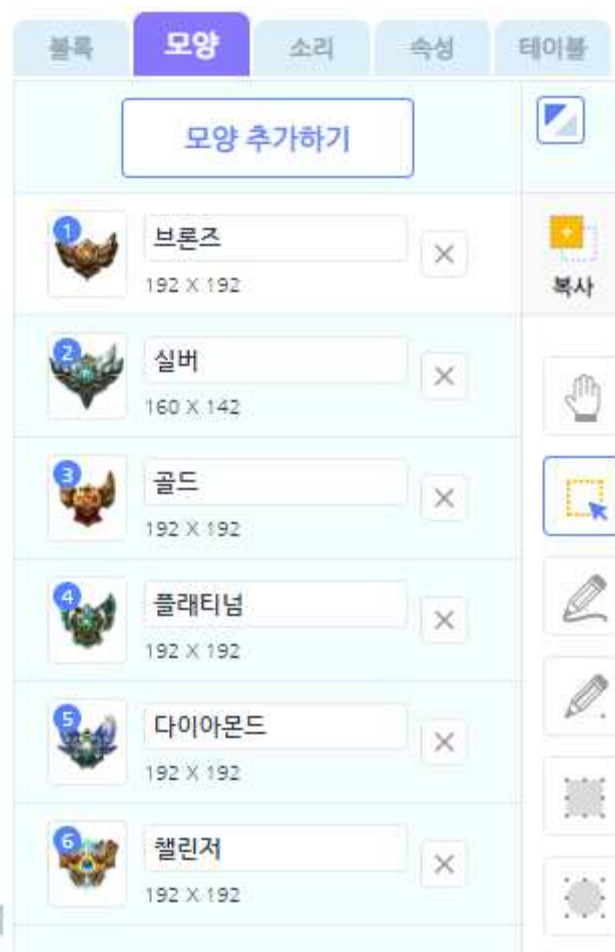 블록 모양 소리 속성 테이블
모양 추가하기
복사
1
브론즈
192 X 192
2
실버
160 X 142
3
골드
192 X 192
4
플래티넘
192 X 192
5
다이아몬드
192 X 192
6
챌린저
192 X 192